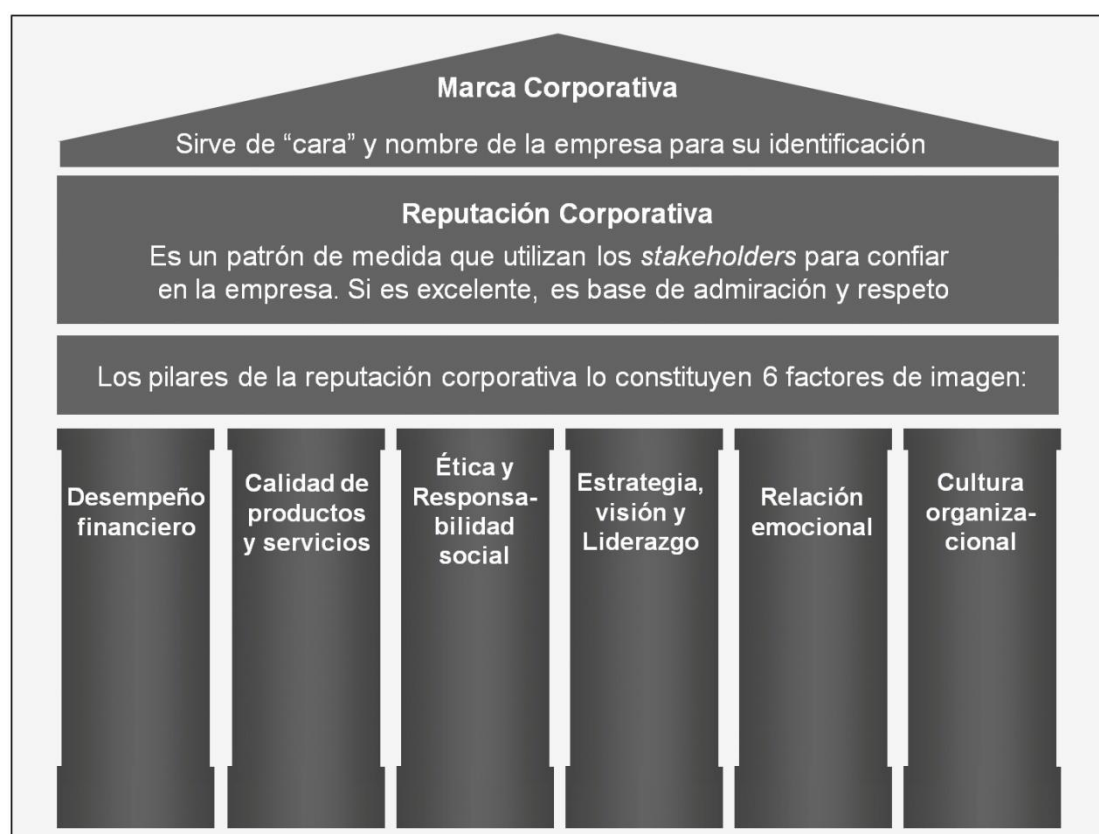 Marca Corporativa
Sirve de “cara” y nombre de la empresa para su identificación
Reputación Corporativa
Es un patrón de medida que utilizan los stakeholders para confiar
en la empresa. Si es excelente, es base de admiración y respeto
Los pilares de la reputación corporativa lo constituyen 6 factores de imagen:
Desempeño
financiero
Calidad de
productos
y servicios
Ética y
Responsa-
bilidad
social
Estrategia,
visión y
Liderazgo
Relación
emocional
Cultura
organiza-
cional